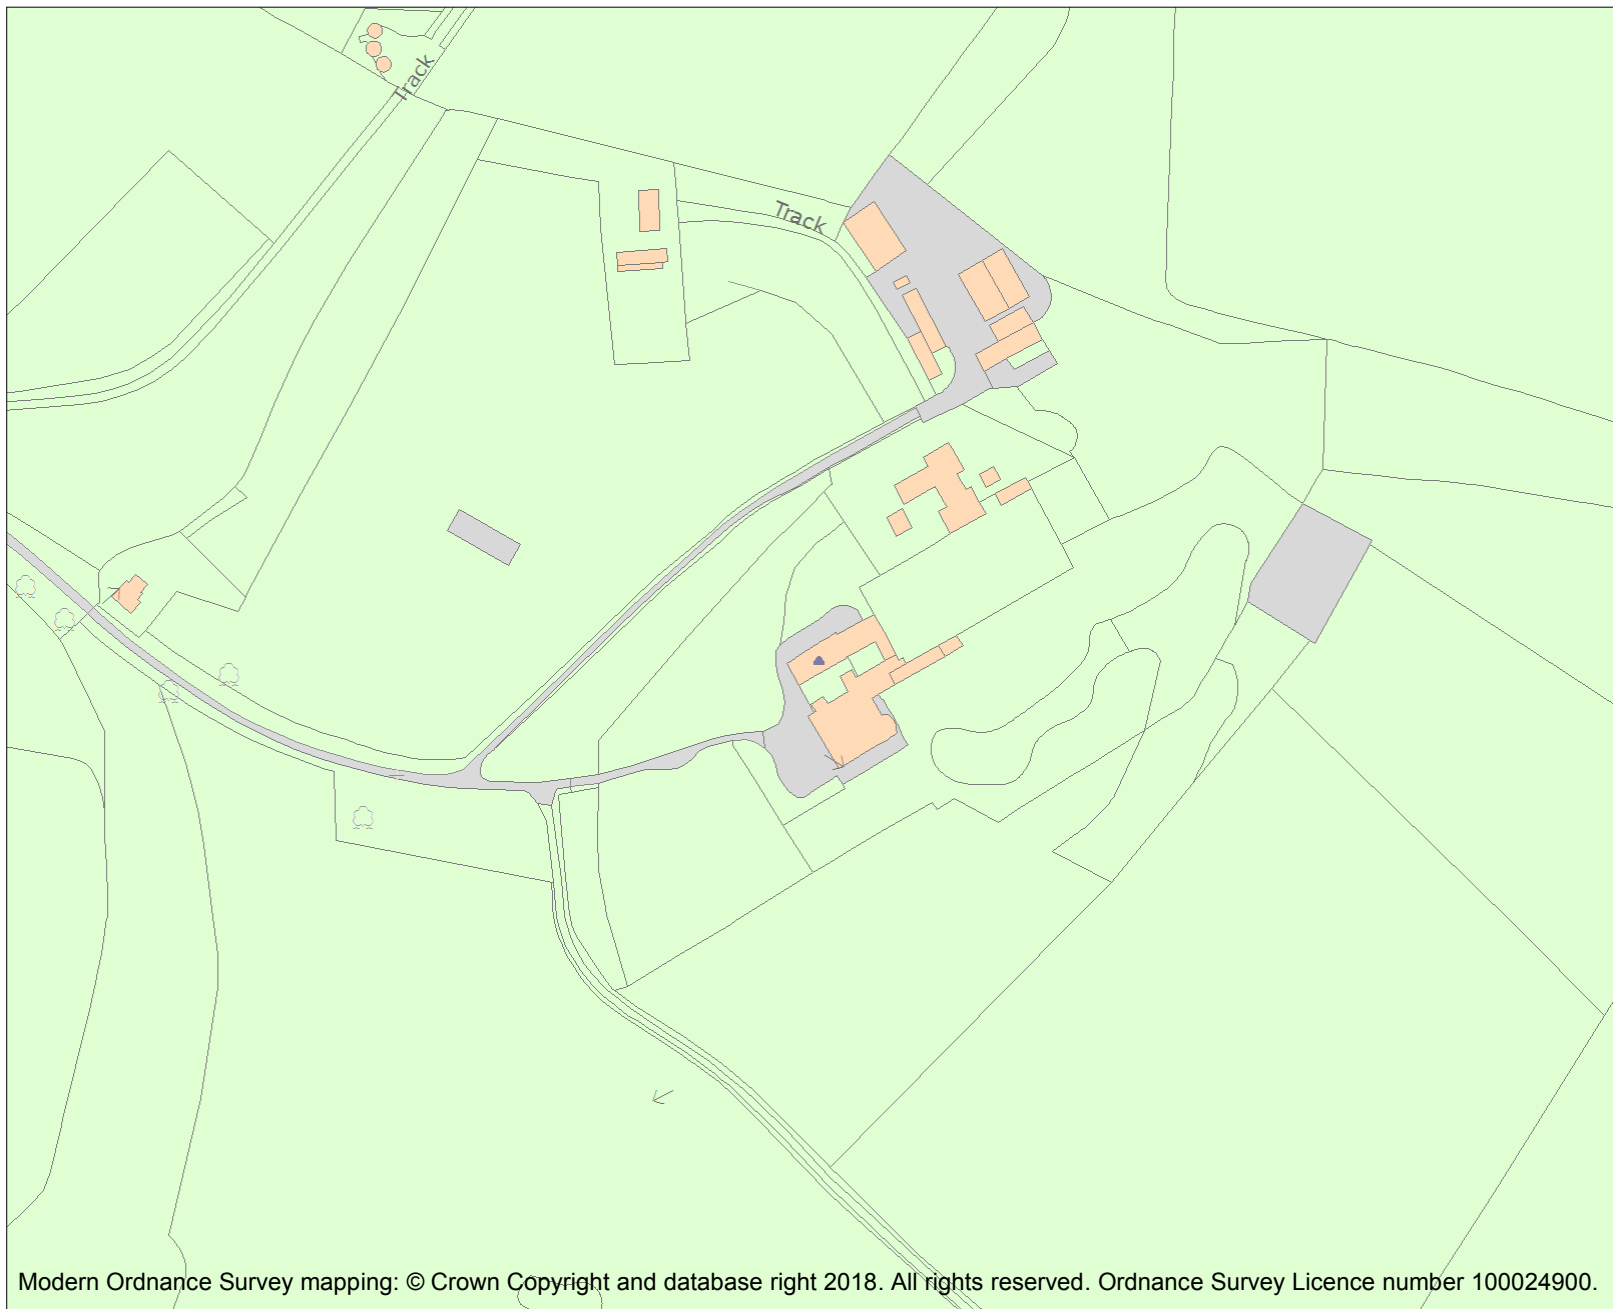 Track
Track
Modern Ordnance Survey mapping: © Crown Copyright and database right 2018. All rights reserved. Ordnance Survey Licence number 100024900.